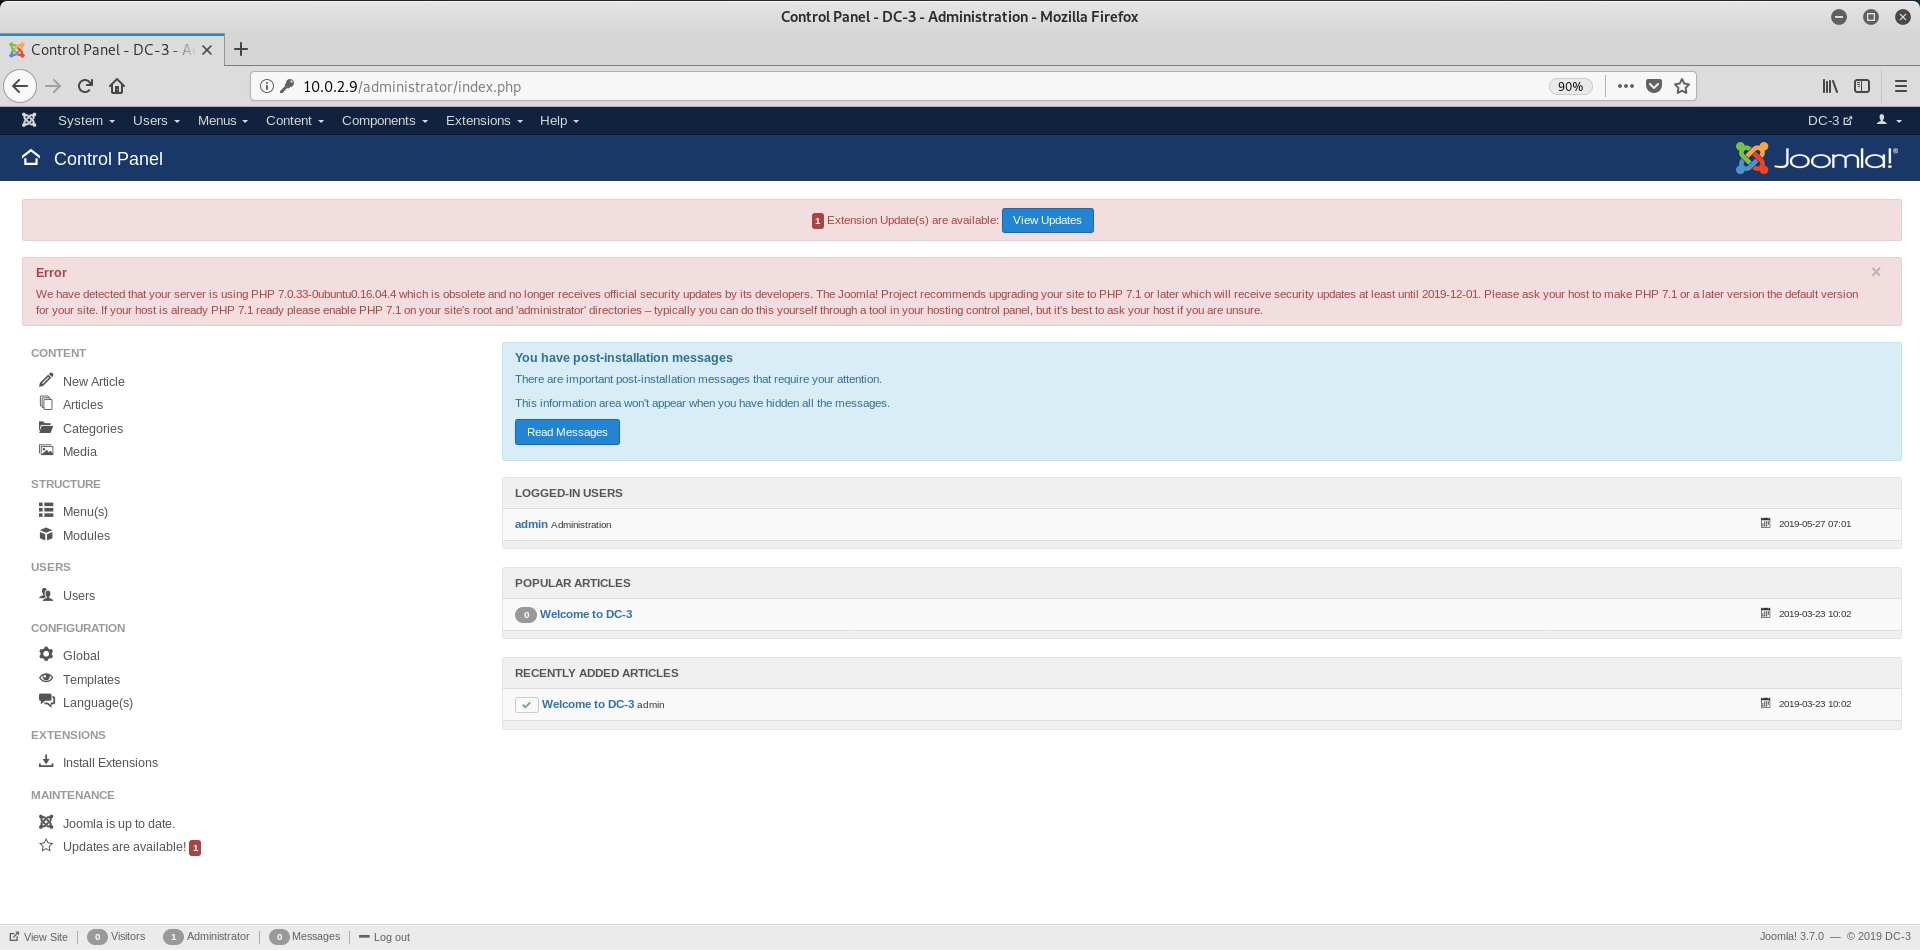 Control Panel - DC-3 - Administration - Mozilla Firefox
Control Panel - DC-3 - A
10.0.2.9/administrator/index.php
90%
System Users Menus Content Components Extensions Help
DC-3
Control Panel
Joomla!®
1 Extension Update(s) are available: View Updates
Error
We have detected that your server is using PHP 7.0.33-0ubuntu0.16.04.4 which is obsolete and no longer receives official security updates by its developers. The Joomla! Project recommends upgrading your site to PHP 7.1 or later which will receive security updates at least until 2019-12-01. Please ask your host to make PHP 7.1 or a later version the default version
for your site. If your host is already PHP 7.1 ready please enable PHP 7.1 on your site's root and 'administrator' directories – typically you can do this yourself through a tool in your hosting control panel, but it's best to ask your host if you are unsure.
CONTENT
New Article
Articles
Categories
Media
STRUCTURE
Menu(s)
Modules
USERS
Users
CONFIGURATION
Global
Templates
Language(s)
EXTENSIONS
Install Extensions
MAINTENANCE
Joomla is up to date.
Updates are available! 1
You have post-installation messages
There are important post-installation messages that require your attention.
This information area won't appear when you have hidden all the messages.
Read Messages
LOGGED-IN USERS
admin Administration 2019-05-27 07:01
POPULAR ARTICLES
0 Welcome to DC-3 2019-03-23 10:02
RECENTLY ADDED ARTICLES
Welcome to DC-3 admin 2019-03-23 10:02
View Site 0 Visitors 1 Administrator 0 Messages Log out
Joomla! 3.7.0 — © 2019 DC-3